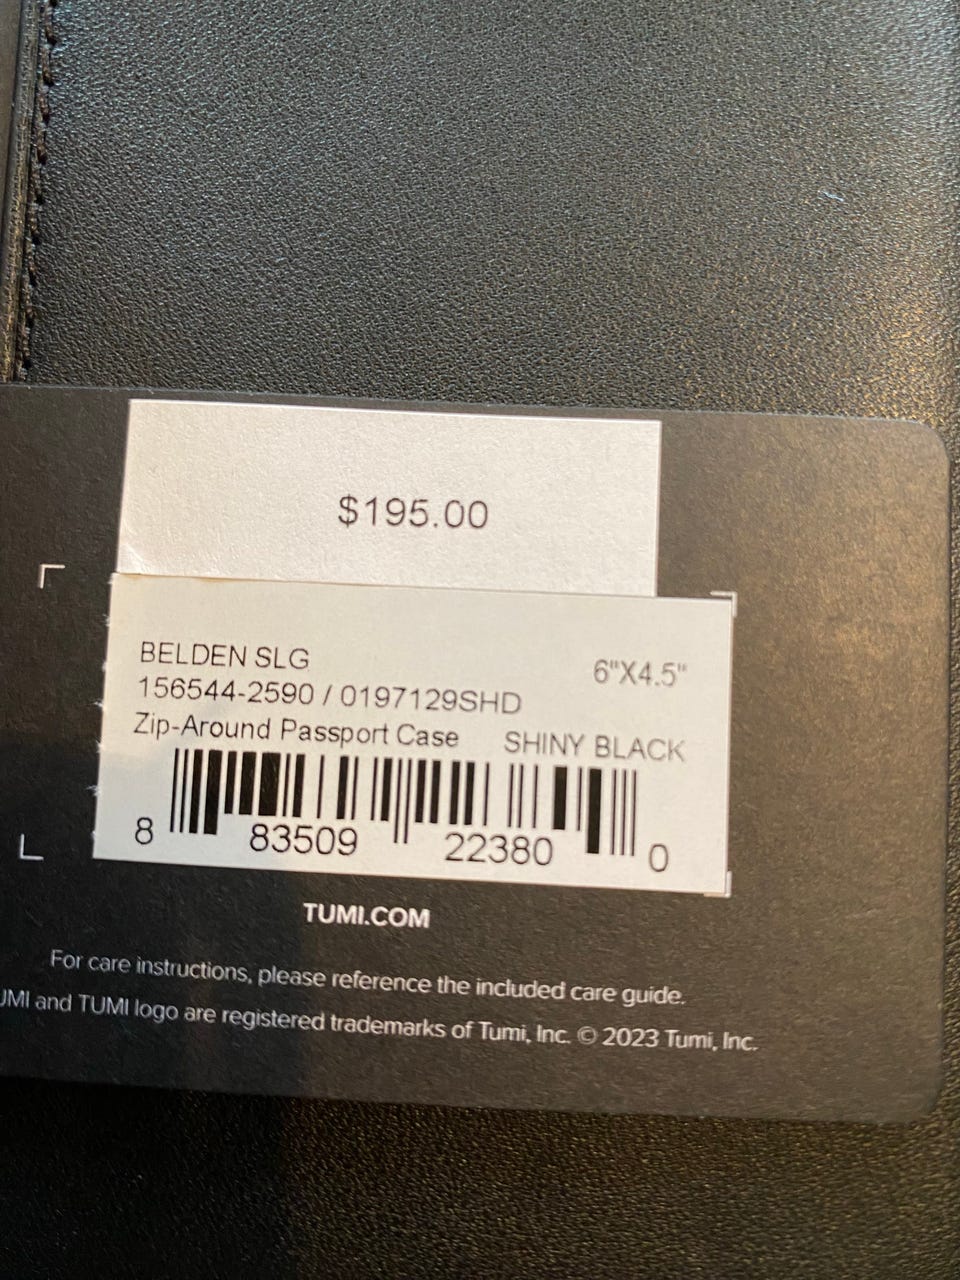 $195.00
BELDEN SLG 6"X4.5"
156544-2590 / 0197129SHD
Zip-Around Passport Case SHINY BLACK
8 83509 22380 0
TUMI.COM
For care instructions, please reference the included care guide.
UMI and TUMI logo are registered trademarks of Tumi, Inc. © 2023 Tumi, Inc.